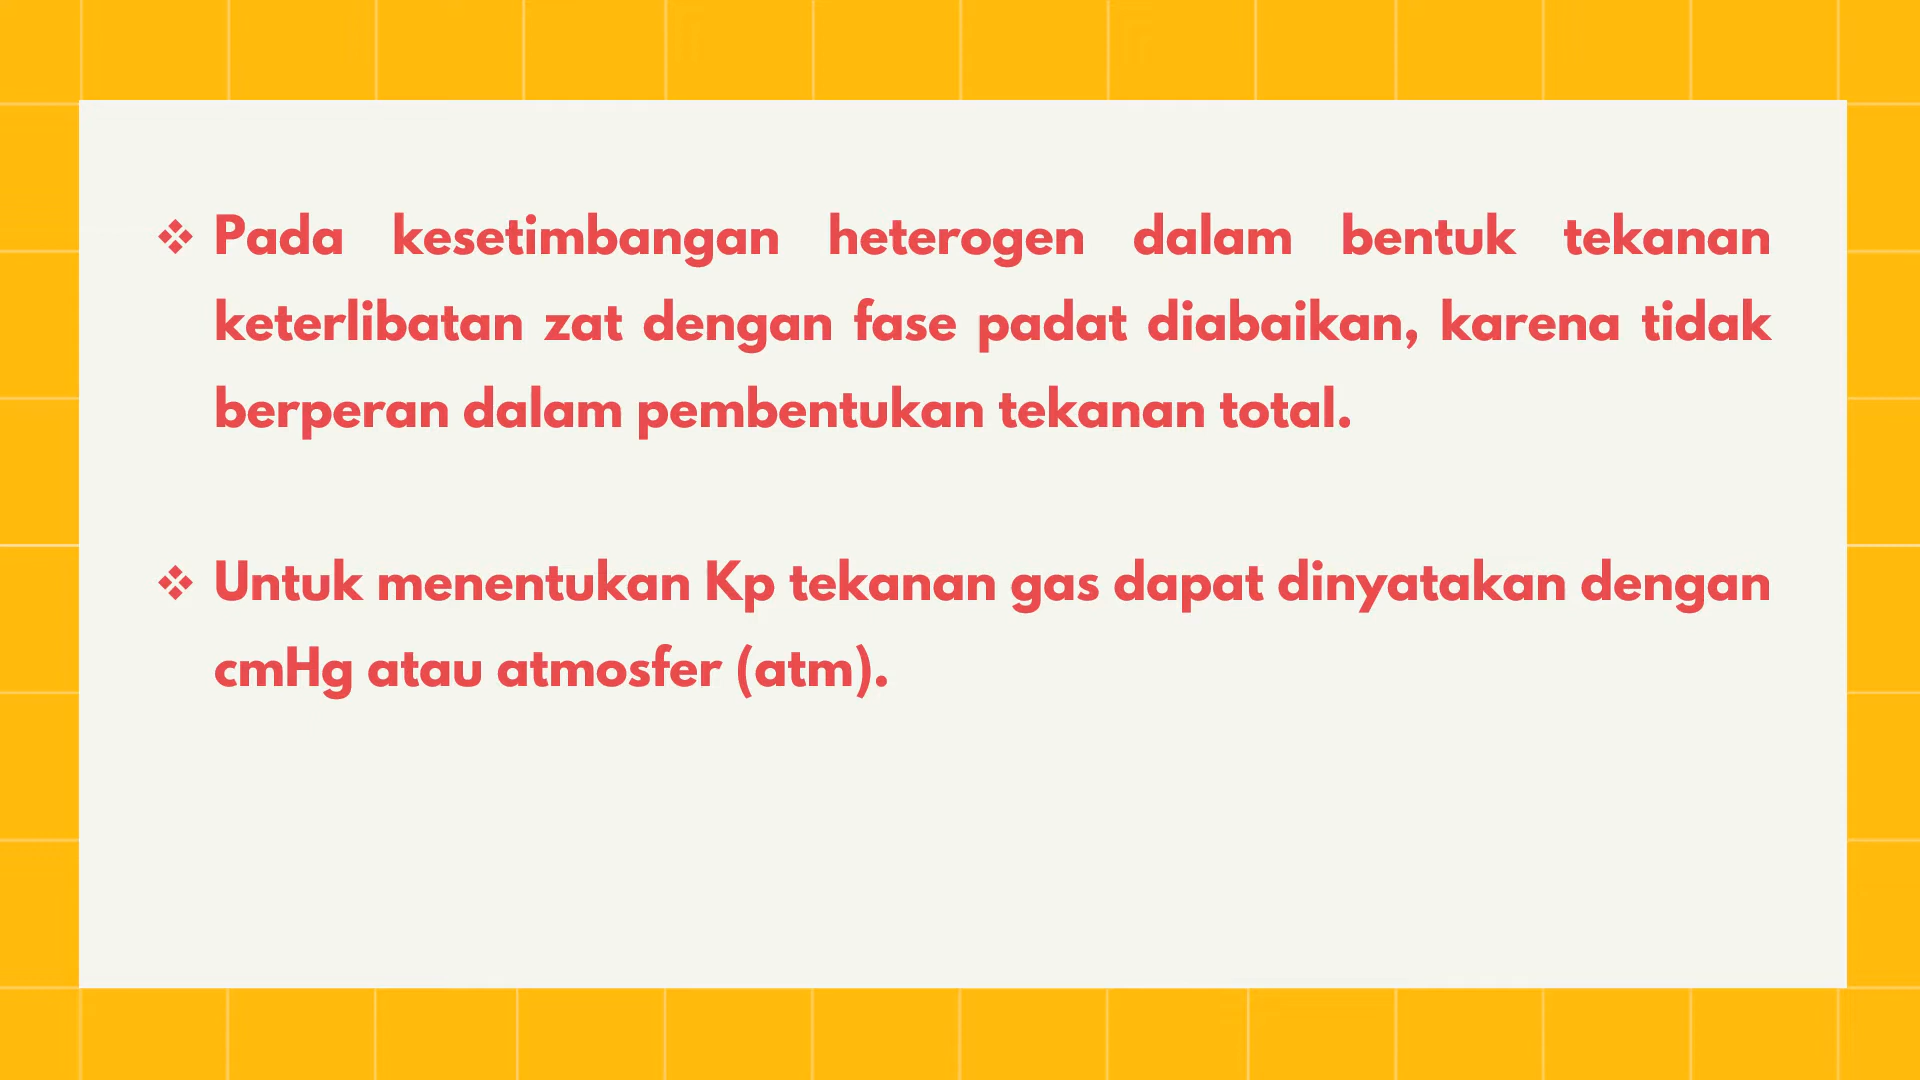 ❖ Pada kesetimbangan heterogen dalam bentuk tekanan
keterlibatan zat dengan fase padat diabaikan, karena tidak
berperan dalam pembentukan tekanan total.
❖ Untuk menentukan Kp tekanan gas dapat dinyatakan dengan
cmHg atau atmosfer (atm).